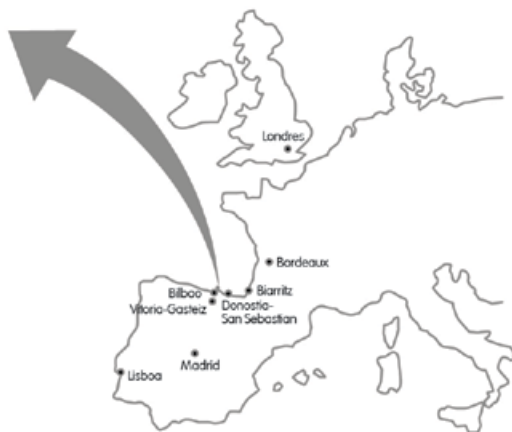 Londres
Bordeaux
Bilbao
Biarritz
Vitoria-Gasteiz
Donostia-
San Sebastian
Madrid
Lisboa